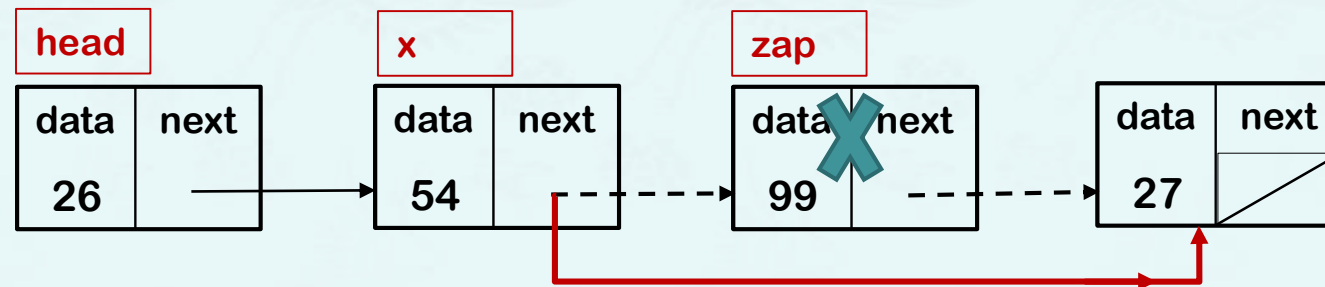 head x zap
data next data next data next data next
26 54 99 27